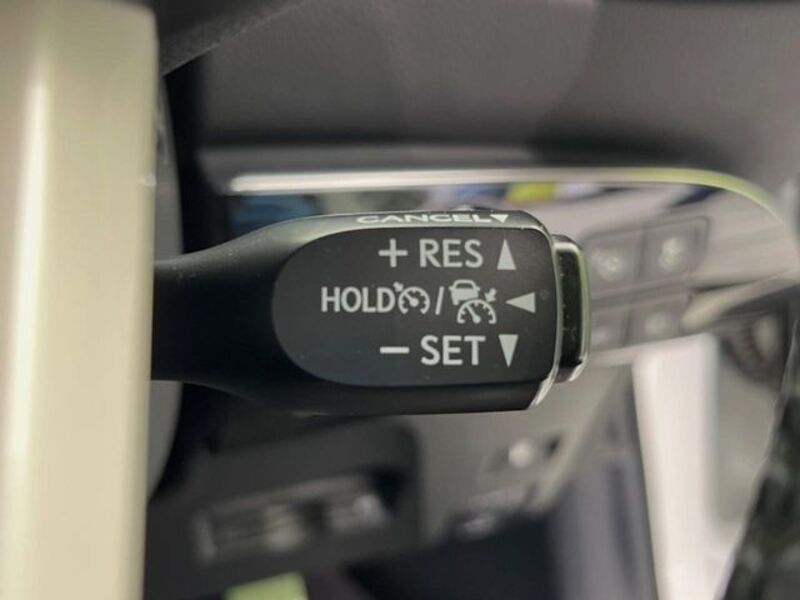 CANCEL▼
+ RES ▲
HOLD / ◀
− SET ▼